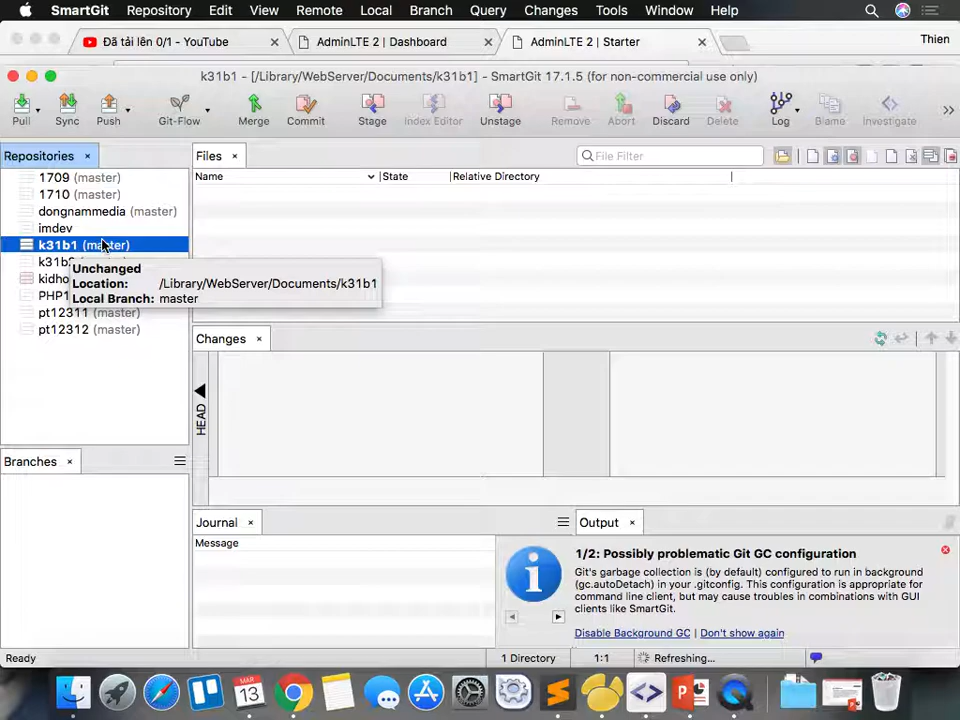 SmartGit Repository Edit View Remote Local Branch Query Changes Tools Window Help
Đã tải lên 0/1 - YouTube × AdminLTE 2 | Dashboard × AdminLTE 2 | Starter × Thien
k31b1 - [/Library/WebServer/Documents/k31b1] - SmartGit 17.1.5 (for non-commercial use only)
Pull Sync Push Git-Flow Merge Commit Stage Index Editor Unstage Remove Abort Discard Delete Log Blame Investigate »
Repositories × Files × File Filter
Name State Relative Directory
1709 (master)
1710 (master)
dongnammedia (master)
imdev
k31b1 (master)
k31b
kidho
PHP1
pt12311 (master)
pt12312 (master)
Unchanged
Location: /Library/WebServer/Documents/k31b1
Local Branch: master
Changes ×
HEAD
Branches ×
Journal × Output ×
Message
1/2: Possibly problematic Git GC configuration
Git's garbage collection is (by default) configured to run in background
(gc.autoDetach) in your .gitconfig. This configuration is appropriate for
command line client, but may cause troubles in combinations with GUI
clients like SmartGit.
Disable Background GC | Don't show again
Ready 1 Directory 1:1 Refreshing...
MAR
13